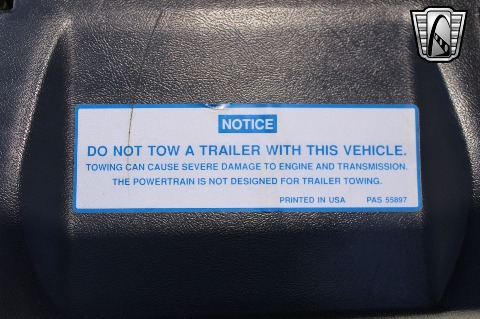 NOTICE
DO NOT TOW A TRAILER WITH THIS VEHICLE.
TOWING CAN CAUSE SEVERE DAMAGE TO ENGINE AND TRANSMISSION.
THE POWERTRAIN IS NOT DESIGNED FOR TRAILER TOWING.
PRINTED IN USA PAS 55897